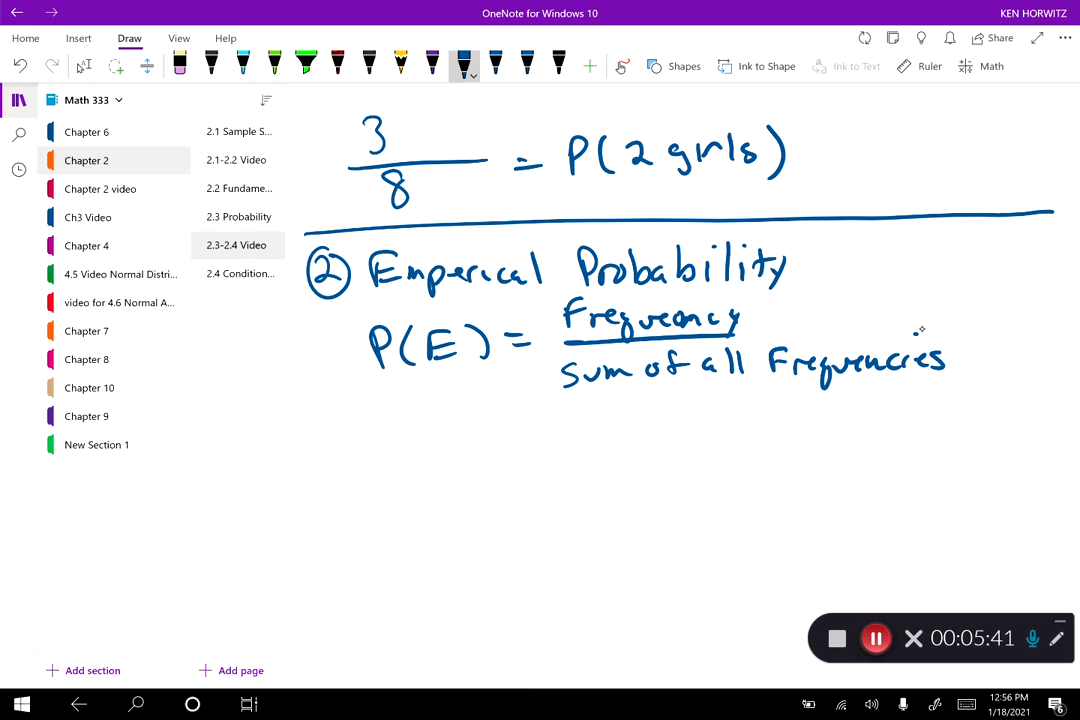 OneNote for Windows 10
KEN HORWITZ
Home Insert Draw View Help
Share
Shapes Ink to Shape Ink to Text Ruler Math
Math 333
Chapter 6
Chapter 2
Chapter 2 video
Ch3 Video
Chapter 4
4.5 Video Normal Distri...
video for 4.6 Normal A...
Chapter 7
Chapter 8
Chapter 10
Chapter 9
New Section 1
2.1 Sample S...
2.1-2.2 Video
2.2 Fundame...
2.3 Probability
2.3-2.4 Video
2.4 Condition...
3
8 = P(2 girls)
2 Emperical Probability
P(E) = Frequency
sum of all Frequencies
00:05:41
Add section
Add page
12:56 PM
1/18/2021
6